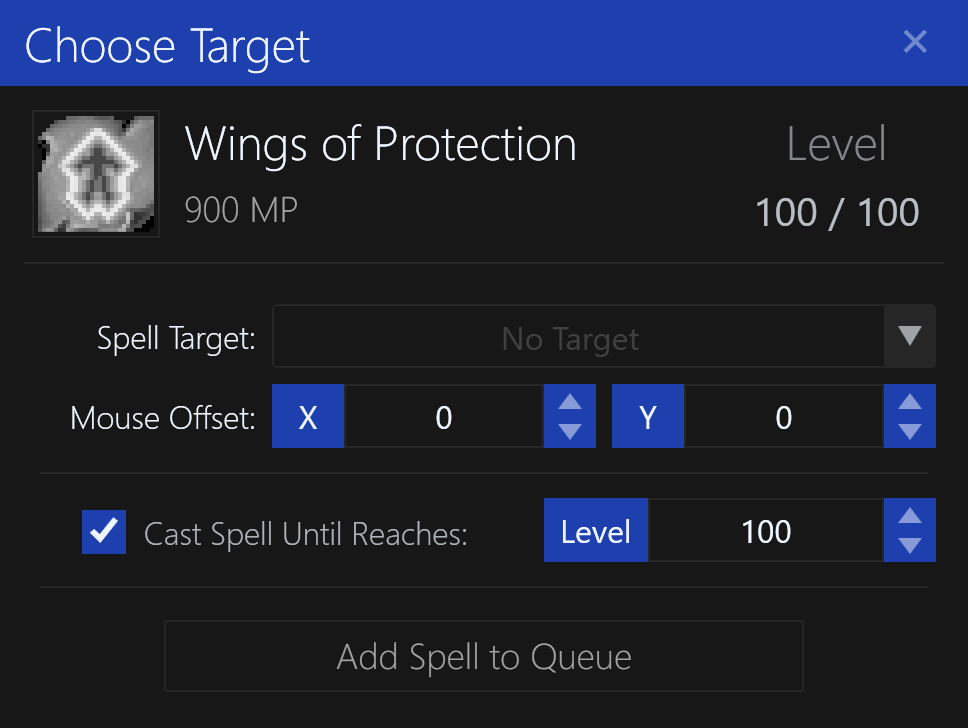 Choose Target
Wings of Protection
Level
900 MP
100 / 100
Spell Target:
No Target
Mouse Offset:
X
0
Y
0
Cast Spell Until Reaches:
Level
100
Add Spell to Queue